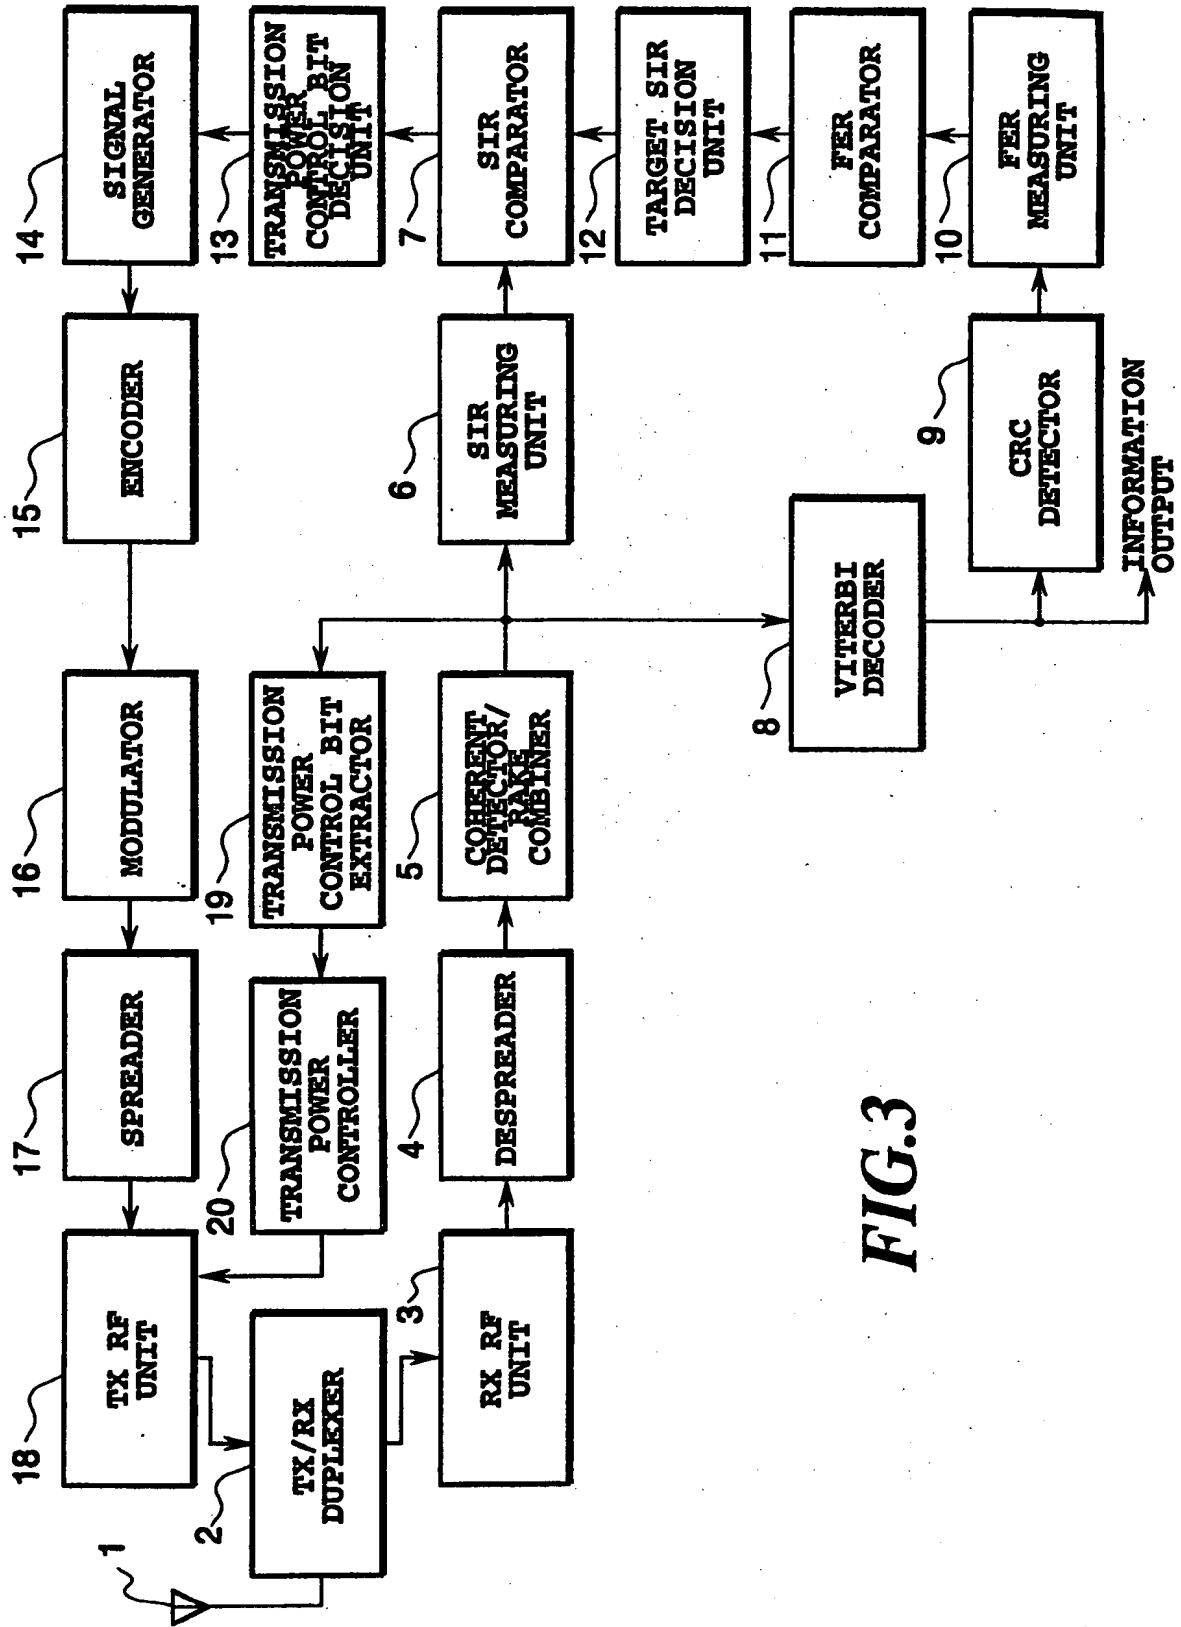 1
2
TX/RX
DUPLEXER
18
TX RF
UNIT
17
SPREADER
16
MODULATOR
15
ENCODER
14
SIGNAL
GENERATOR
20
TRANSMISSION
POWER
CONTROLLER
19
TRANSMISSION
POWER
CONTROL BIT
EXTRACTOR
13
TRANSMISSION
POWER
CONTROL BIT
DECISION
UNIT
3
RX RF
UNIT
4
DESPREADER
5
COHERENT
DETECTOR/
RAKE
COMBINER
6
SIR
MEASURING
UNIT
7
SIR
COMPARATOR
12
TARGET SIR
DECISION
UNIT
8
VITERBI
DECODER
11
FER
COMPARATOR
9
CRC
DETECTOR
10
FER
MEASURING
UNIT
INFORMATION
OUTPUT
FIG.3